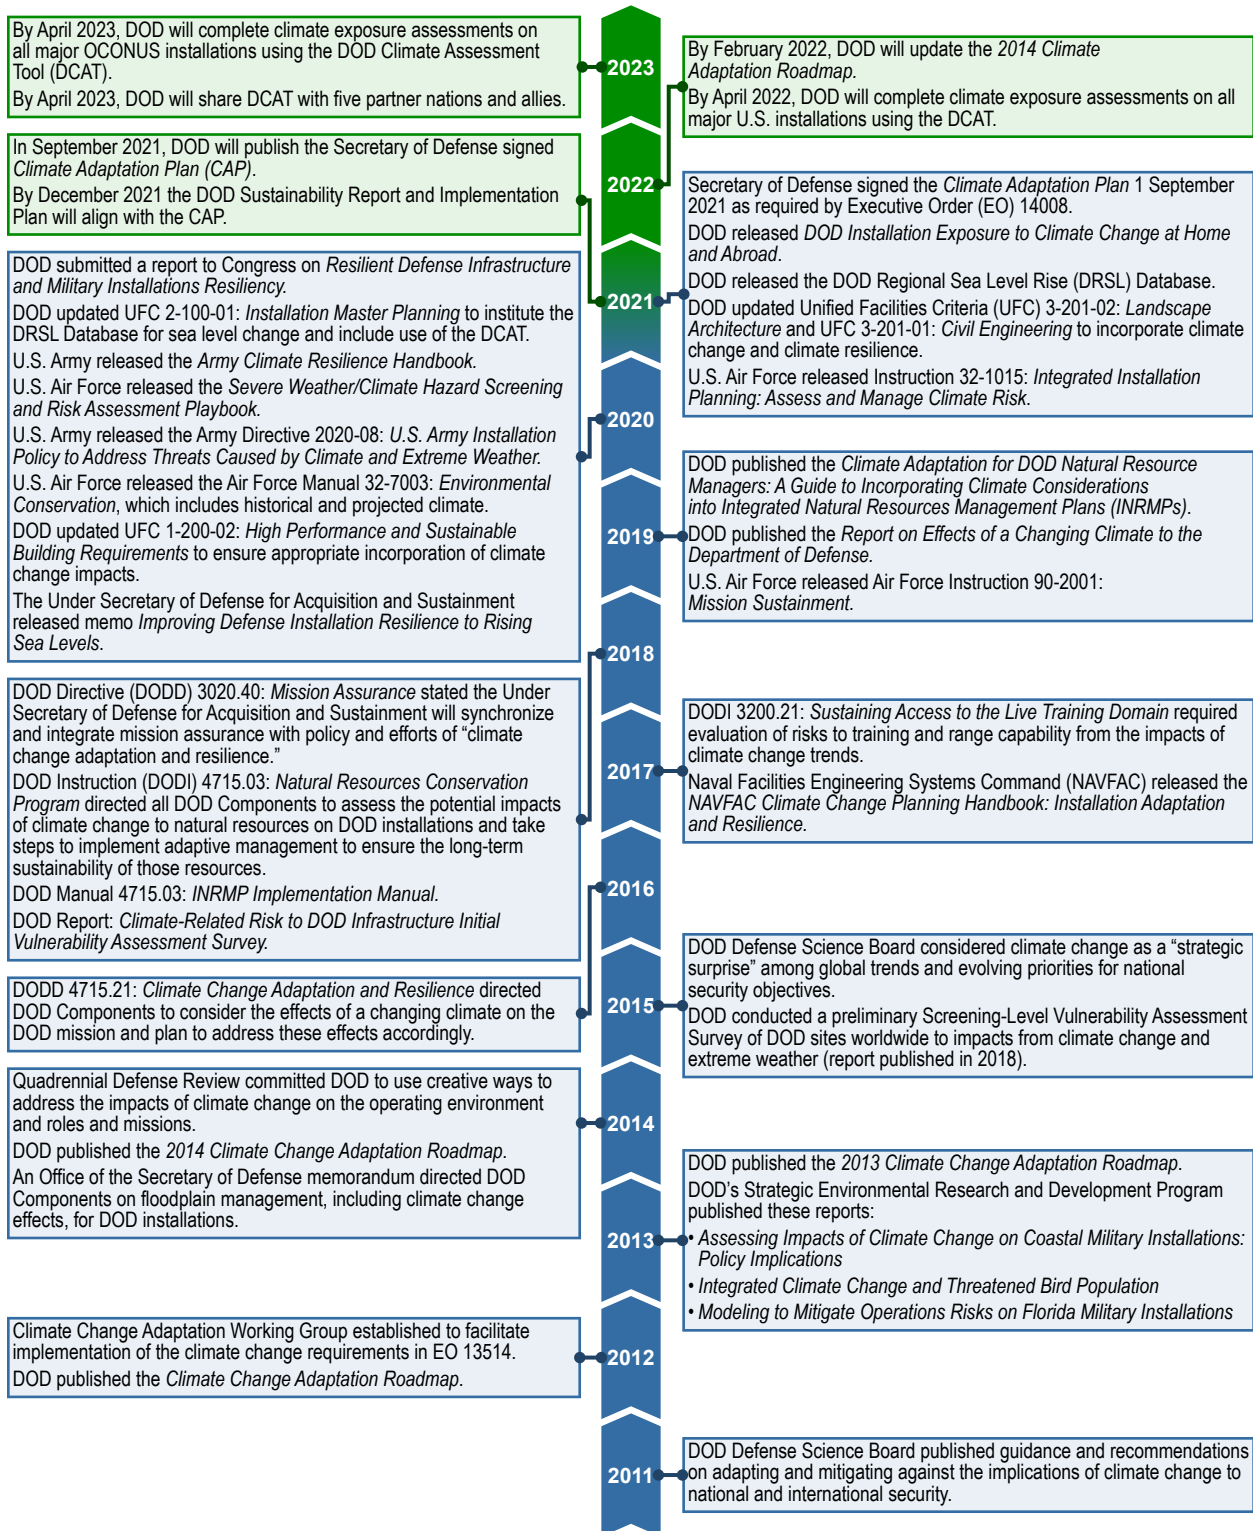 2023
By April 2023, DOD will complete climate exposure assessments on
all major OCONUS installations using the DOD Climate Assessment
Tool (DCAT).
By April 2023, DOD will share DCAT with five partner nations and allies.
2022
By February 2022, DOD will update the 2014 Climate
Adaptation Roadmap.
By April 2022, DOD will complete climate exposure assessments on all
major U.S. installations using the DCAT.
2021
In September 2021, DOD will publish the Secretary of Defense signed
Climate Adaptation Plan (CAP).
By December 2021 the DOD Sustainability Report and Implementation
Plan will align with the CAP.
Secretary of Defense signed the Climate Adaptation Plan 1 September
2021 as required by Executive Order (EO) 14008.
DOD released DOD Installation Exposure to Climate Change at Home
and Abroad.
DOD released the DOD Regional Sea Level Rise (DRSL) Database.
DOD updated Unified Facilities Criteria (UFC) 3-201-02: Landscape
Architecture and UFC 3-201-01: Civil Engineering to incorporate climate
change and climate resilience.
U.S. Air Force released Instruction 32-1015: Integrated Installation
Planning: Assess and Manage Climate Risk.
2020
DOD submitted a report to Congress on Resilient Defense Infrastructure
and Military Installations Resiliency.
DOD updated UFC 2-100-01: Installation Master Planning to institute the
DRSL Database for sea level change and include use of the DCAT.
U.S. Army released the Army Climate Resilience Handbook.
U.S. Air Force released the Severe Weather/Climate Hazard Screening
and Risk Assessment Playbook.
U.S. Army released the Army Directive 2020-08: U.S. Army Installation
Policy to Address Threats Caused by Climate and Extreme Weather.
U.S. Air Force released the Air Force Manual 32-7003: Environmental
Conservation, which includes historical and projected climate.
DOD updated UFC 1-200-02: High Performance and Sustainable
Building Requirements to ensure appropriate incorporation of climate
change impacts.
The Under Secretary of Defense for Acquisition and Sustainment
released memo Improving Defense Installation Resilience to Rising
Sea Levels.
2019
DOD published the Climate Adaptation for DOD Natural Resource
Managers: A Guide to Incorporating Climate Considerations
into Integrated Natural Resources Management Plans (INRMPs).
DOD published the Report on Effects of a Changing Climate to the
Department of Defense.
U.S. Air Force released Air Force Instruction 90-2001:
Mission Sustainment.
2018
DOD Directive (DODD) 3020.40: Mission Assurance stated the Under
Secretary of Defense for Acquisition and Sustainment will synchronize
and integrate mission assurance with policy and efforts of “climate
change adaptation and resilience.”
DOD Instruction (DODI) 4715.03: Natural Resources Conservation
Program directed all DOD Components to assess the potential impacts
of climate change to natural resources on DOD installations and take
steps to implement adaptive management to ensure the long-term
sustainability of those resources.
DOD Manual 4715.03: INRMP Implementation Manual.
DOD Report: Climate-Related Risk to DOD Infrastructure Initial
Vulnerability Assessment Survey.
2017
DODI 3200.21: Sustaining Access to the Live Training Domain required
evaluation of risks to training and range capability from the impacts of
climate change trends.
Naval Facilities Engineering Systems Command (NAVFAC) released the
NAVFAC Climate Change Planning Handbook: Installation Adaptation
and Resilience.
2016
DODD 4715.21: Climate Change Adaptation and Resilience directed
DOD Components to consider the effects of a changing climate on the
DOD mission and plan to address these effects accordingly.
2015
DOD Defense Science Board considered climate change as a “strategic
surprise” among global trends and evolving priorities for national
security objectives.
DOD conducted a preliminary Screening-Level Vulnerability Assessment
Survey of DOD sites worldwide to impacts from climate change and
extreme weather (report published in 2018).
2014
Quadrennial Defense Review committed DOD to use creative ways to
address the impacts of climate change on the operating environment
and roles and missions.
DOD published the 2014 Climate Change Adaptation Roadmap.
An Office of the Secretary of Defense memorandum directed DOD
Components on floodplain management, including climate change
effects, for DOD installations.
2013
DOD published the 2013 Climate Change Adaptation Roadmap.
DOD’s Strategic Environmental Research and Development Program
published these reports:
• Assessing Impacts of Climate Change on Coastal Military Installations:
Policy Implications
• Integrated Climate Change and Threatened Bird Population
• Modeling to Mitigate Operations Risks on Florida Military Installations
2012
Climate Change Adaptation Working Group established to facilitate
implementation of the climate change requirements in EO 13514.
DOD published the Climate Change Adaptation Roadmap.
2011
DOD Defense Science Board published guidance and recommendations
on adapting and mitigating against the implications of climate change to
national and international security.